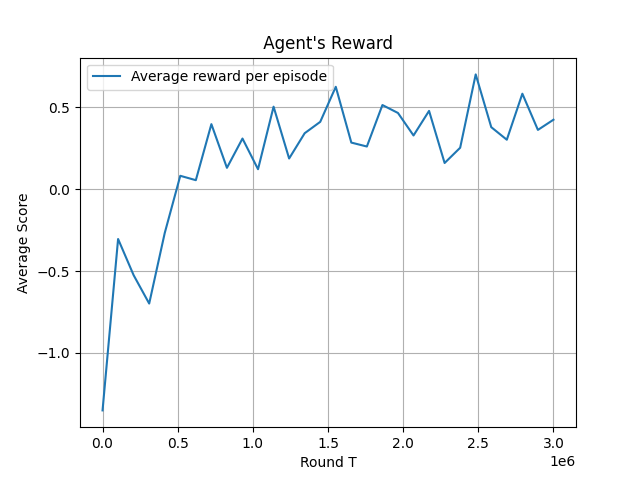 Agent's Reward
Average reward per episode
Average Score
0.5
0.0
−0.5
−1.0
0.0 0.5 1.0 1.5 2.0 2.5 3.0
1e6
Round T